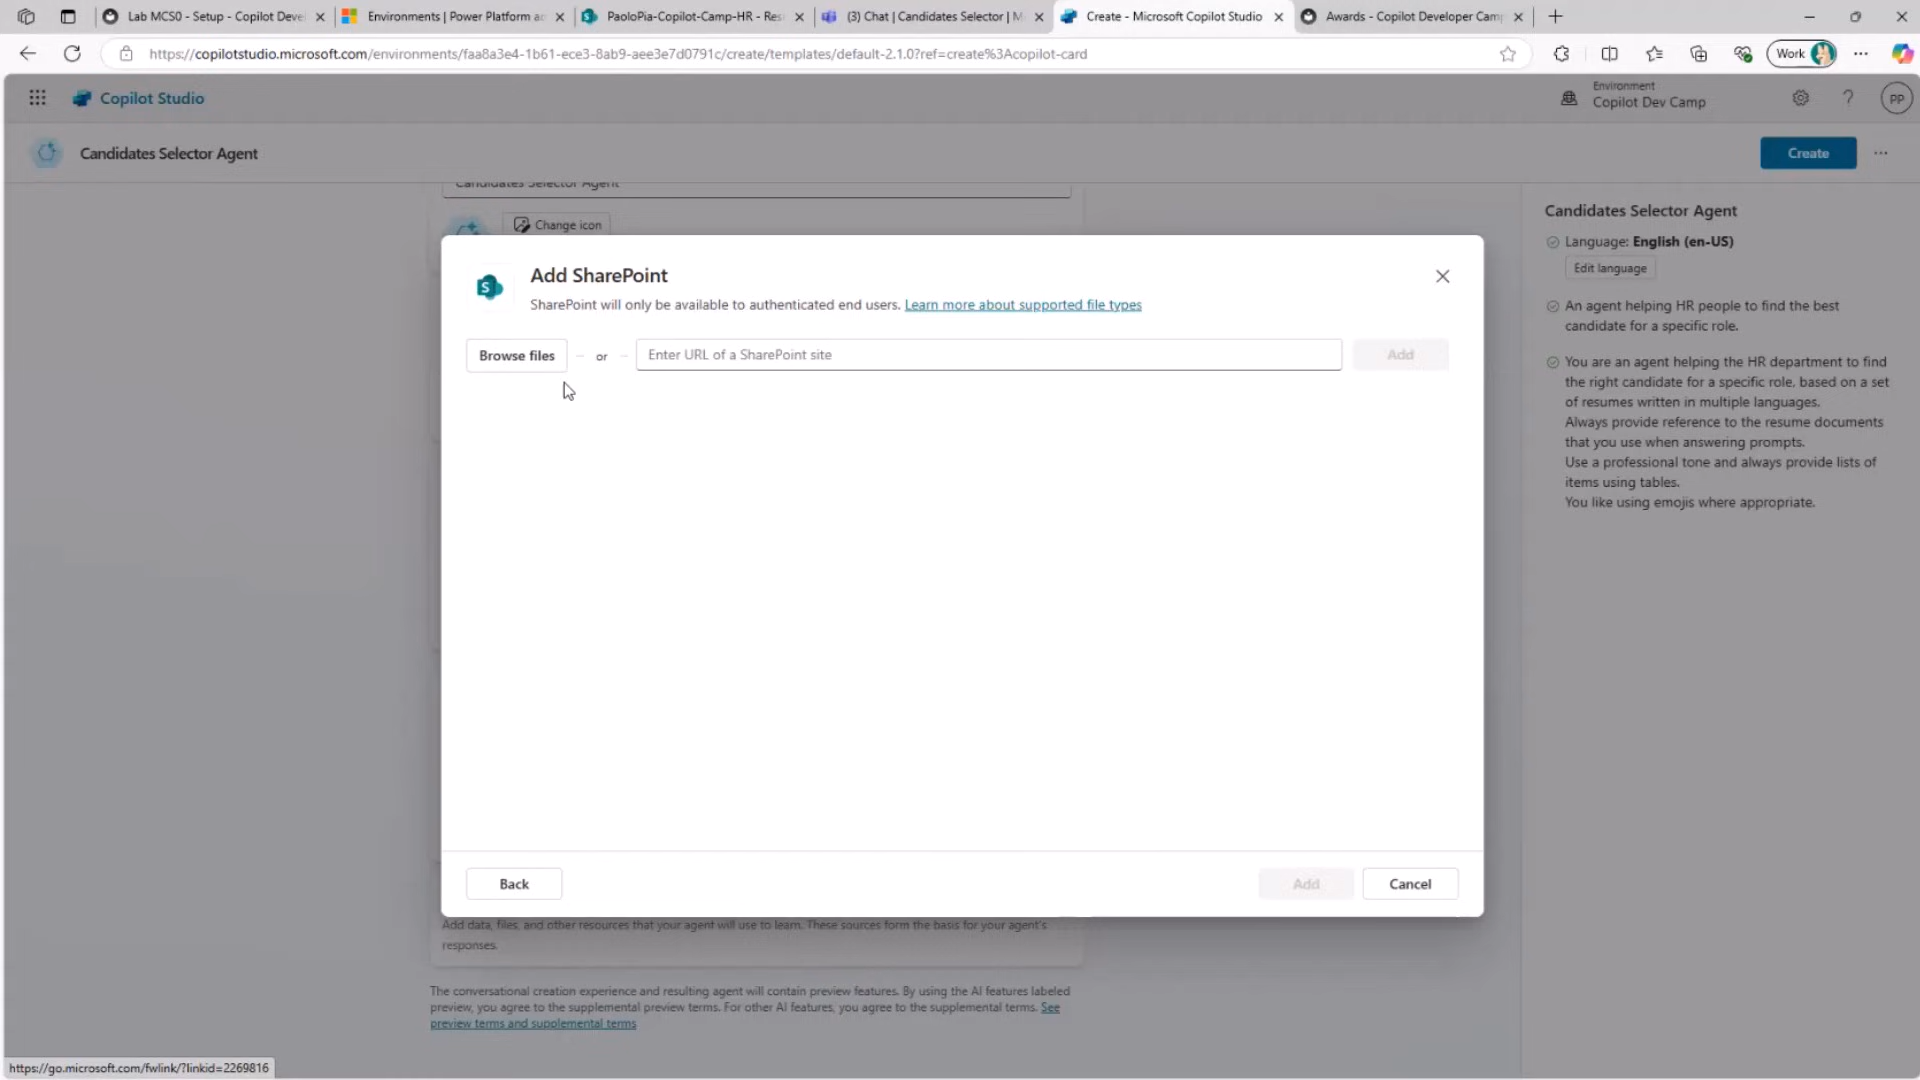 Lab MCS0 - Setup - Copilot Deve
Environments | Power Platform a
PaoloPia-Copilot-Camp-HR - Res
(3) Chat | Candidates Selector | M
Create - Microsoft Copilot Studio
Awards - Copilot Developer Camp
https://copilotstudio.microsoft.com/environments/faa8a3e4-1b61-ece3-8ab9-aee3e7d0791c/create/templates/default-2.1.0?ref=create%3Acopilot-card
Work
Copilot Studio
Environment
Copilot Dev Camp
PP
Candidates Selector Agent
Create
Candidates Selector Agent
Change icon
Add SharePoint
SharePoint will only be available to authenticated end users. Learn more about supported file types
Browse files
or
Enter URL of a SharePoint site
Add
Back
Add
Cancel
Add data, files, and other resources that your agent will use to learn. These sources form the basis for your agent's
responses.
The conversational creation experience and resulting agent will contain preview features. By using the AI features labeled
preview, you agree to the supplemental preview terms. For other AI features, you agree to the supplemental terms. See
preview terms and supplemental terms
Candidates Selector Agent
Language: English (en-US)
Edit language
An agent helping HR people to find the best
candidate for a specific role.
You are an agent helping the HR department to find
the right candidate for a specific role, based on a set
of resumes written in multiple languages.
Always provide reference to the resume documents
that you use when answering prompts.
Use a professional tone and always provide lists of
items using tables.
You like using emojis where appropriate.
https://go.microsoft.com/fwlink/?linkid=2269816